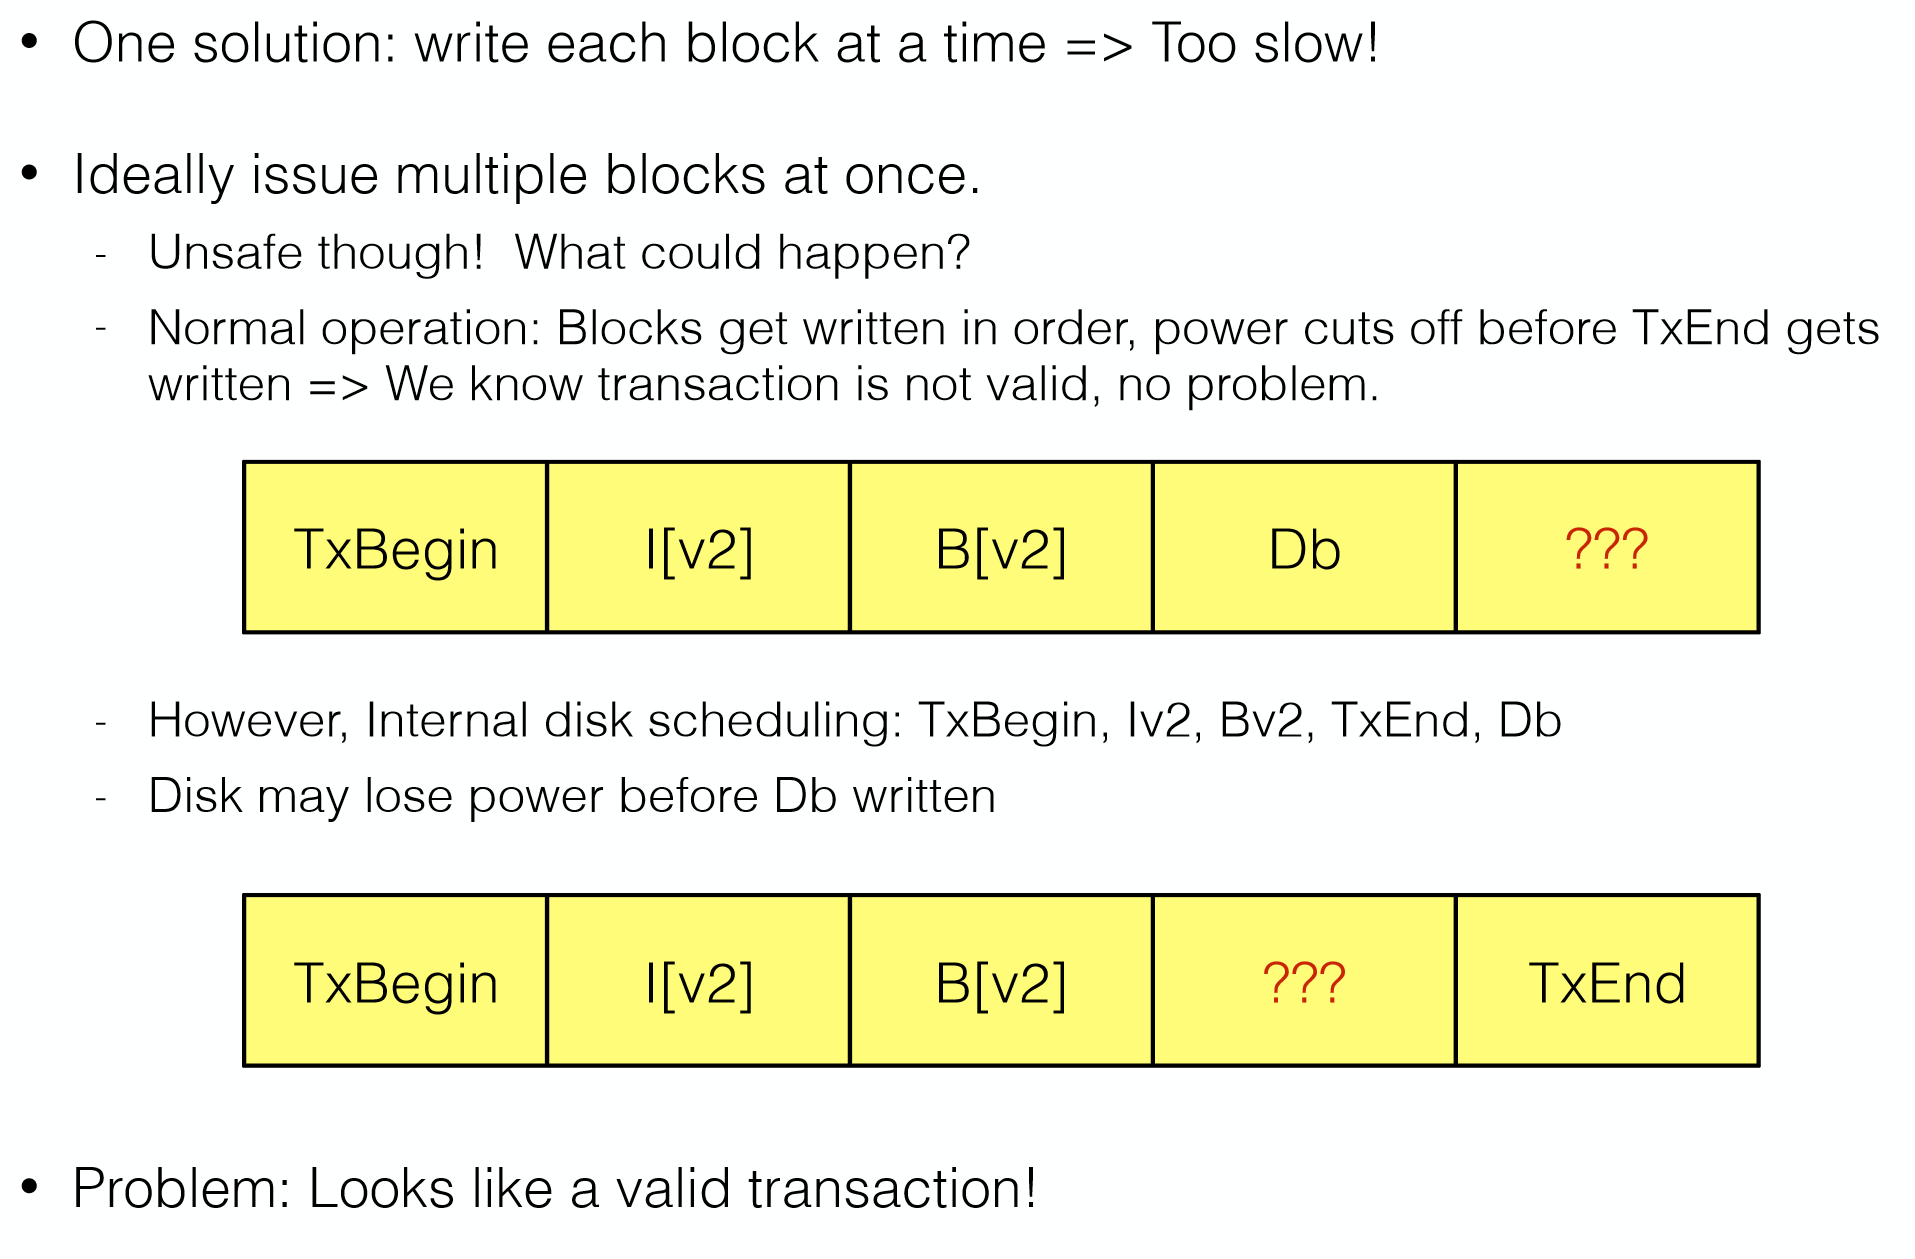 • One solution: write each block at a time => Too slow!
• Ideally issue multiple blocks at once.
- Unsafe though!  What could happen?
- Normal operation: Blocks get written in order, power cuts off before TxEnd gets
written => We know transaction is not valid, no problem.
TxBegin I[v2] B[v2] Db ???
- However, Internal disk scheduling: TxBegin, Iv2, Bv2, TxEnd, Db
- Disk may lose power before Db written
TxBegin I[v2] B[v2] ??? TxEnd
• Problem: Looks like a valid transaction!